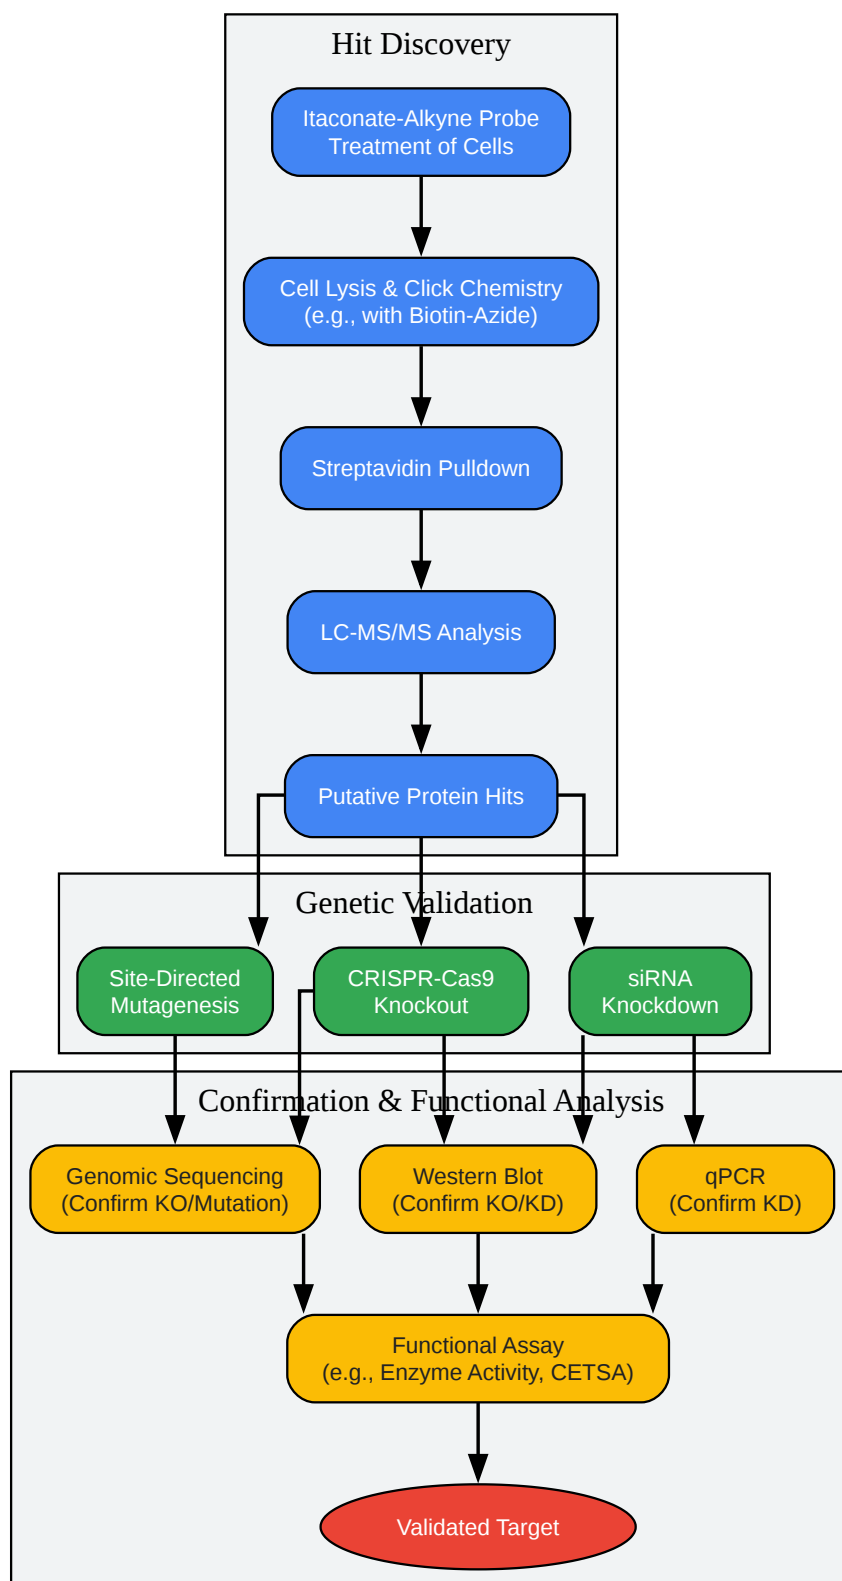 Hit Discovery
Itaconate-Alkyne Probe
Treatment of Cells
Cell Lysis & Click Chemistry
(e.g., with Biotin-Azide)
Streptavidin Pulldown
LC-MS/MS Analysis
Putative Protein Hits
Genetic Validation
Site-Directed
Mutagenesis
CRISPR-Cas9
Knockout
siRNA
Knockdown
Confirmation & Functional Analysis
Genomic Sequencing
(Confirm KO/Mutation)
Western Blot
(Confirm KO/KD)
qPCR
(Confirm KD)
Functional Assay
(e.g., Enzyme Activity, CETSA)
Validated Target